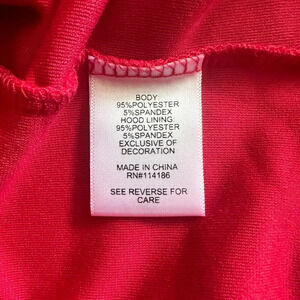 BODY
95%POLYESTER
5%SPANDEX
HOOD LINING
95%POLYESTER
5%SPANDEX
EXCLUSIVE OF
DECORATION
MADE IN CHINA
RN#114186
SEE REVERSE FOR
CARE